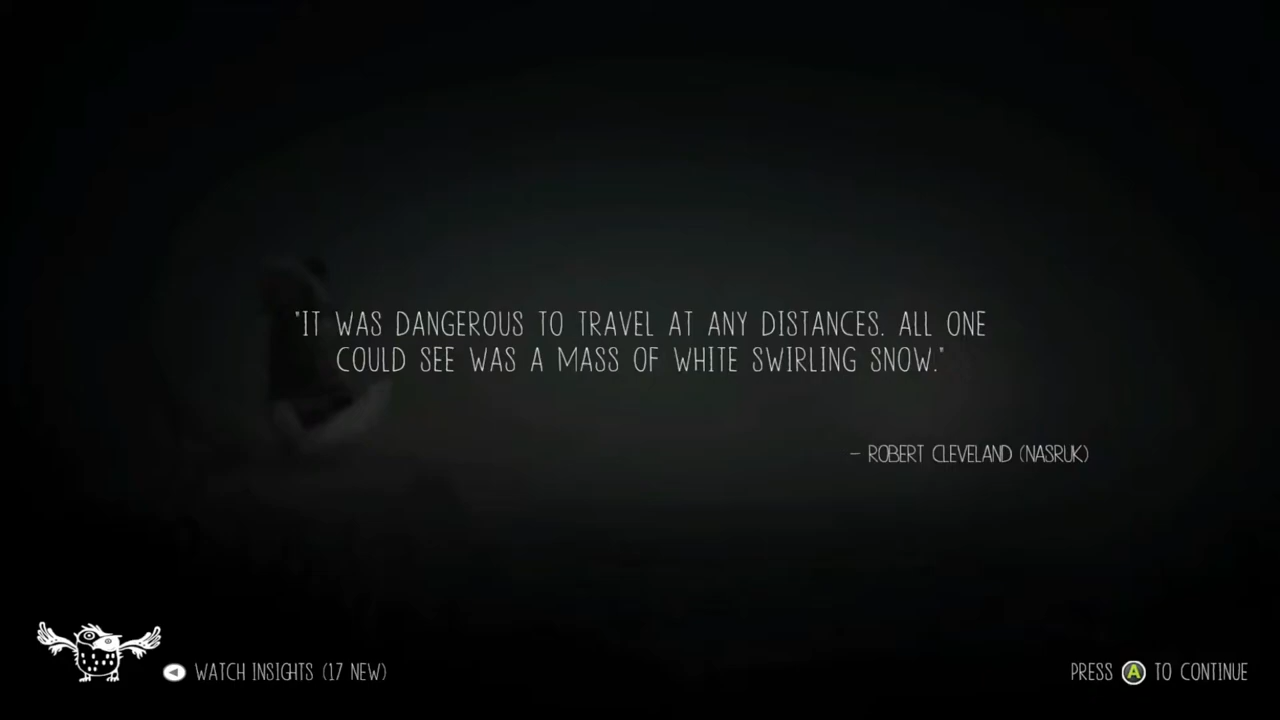 "IT WAS DANGEROUS TO TRAVEL AT ANY DISTANCES. ALL ONE
COULD SEE WAS A MASS OF WHITE SWIRLING SNOW."
– ROBERT CLEVELAND (NASRUK)
WATCH INSIGHTS (17 NEW)
PRESS A TO CONTINUE